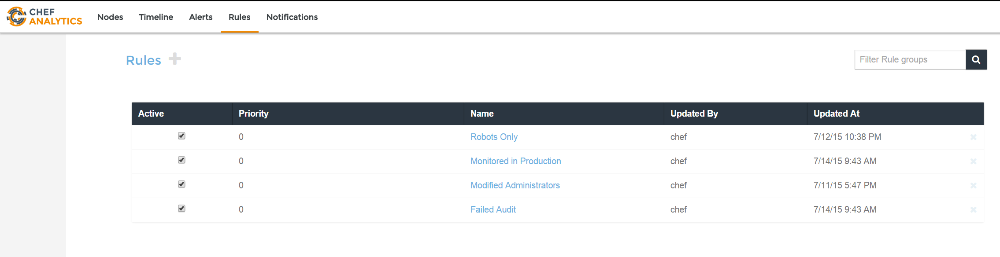 CHEF
ANALYTICS
Nodes Timeline Alerts Rules Notifications
Rules
Filter Rule groups
Active Priority Name Updated By Updated At
0 Robots Only chef 7/12/15 10:38 PM
0 Monitored in Production chef 7/14/15 9:43 AM
0 Modified Administrators chef 7/11/15 5:47 PM
0 Failed Audit chef 7/14/15 9:43 AM